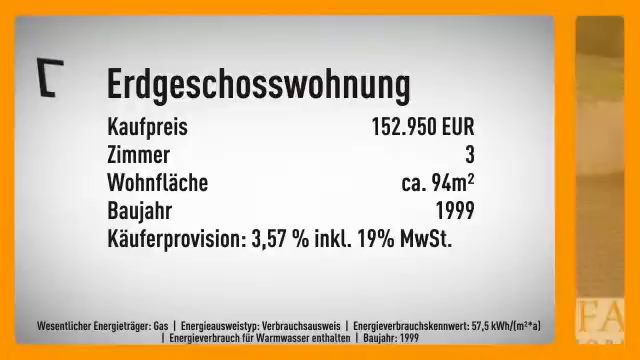 Erdgeschosswohnung
Kaufpreis 152.950 EUR
Zimmer 3
Wohnfläche ca. 94m²
Baujahr 1999
Käuferprovision: 3,57 % inkl. 19% MwSt.
Wesentlicher Energieträger: Gas | Energieausweistyp: Verbrauchsausweis | Energieverbrauchskennwert: 57,5 kWh/(m²*a)
| Energieverbrauch für Warmwasser enthalten | Baujahr: 1999
FA